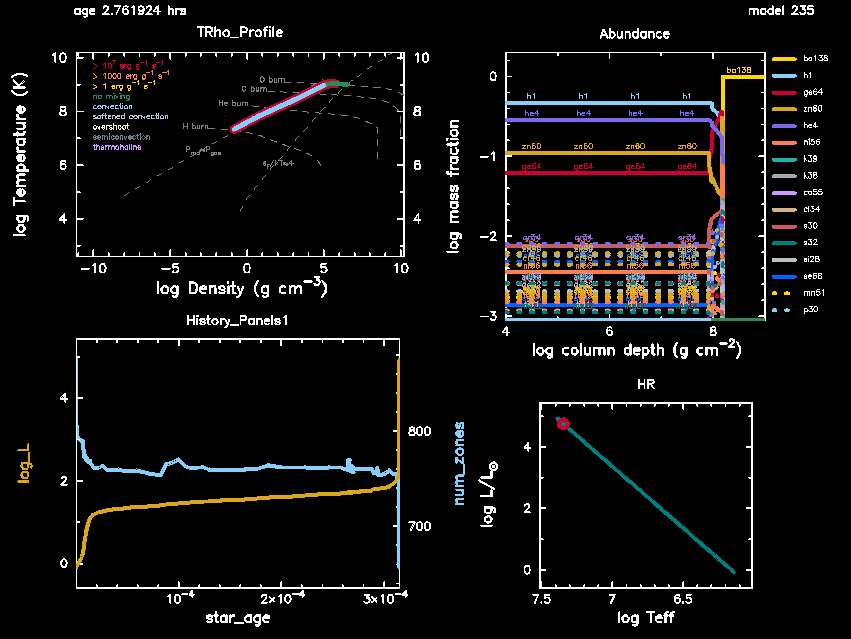 age 2.761924 hrs
model 235
TRho_Profile
10
8
6
4
log Temperature (K)
> 10⁷ erg g⁻¹ s⁻¹
> 1000 erg g⁻¹ s⁻¹
> 1 erg g⁻¹ s⁻¹
no mixing
convection
softened convection
overshoot
semiconvection
thermohaline
O burn
C burn
He burn
H burn
10
8
6
4
−10
−5
0
5
10
log Density (g cm⁻³)
Abundance
0
−1
−2
−3
log mass fraction
ba138
h1 h1 h1 h1
he4 he4 he4 he4
zn60 zn60 zn60 zn60
ge64 ge64 ge64 ge64
4
6
8
log column depth (g cm⁻²)
ba138
h1
ge64
zn60
he4
ni56
k39
k38
ca55
cl34
s30
s32
si28
se68
mn51
p30
History_Panels1
4
2
0
log_L
800
700
num_zones
10⁻⁴
2×10⁻⁴
3×10⁻⁴
star_age
HR
4
2
0
log L/L☉
7.5
7
6.5
log Teff